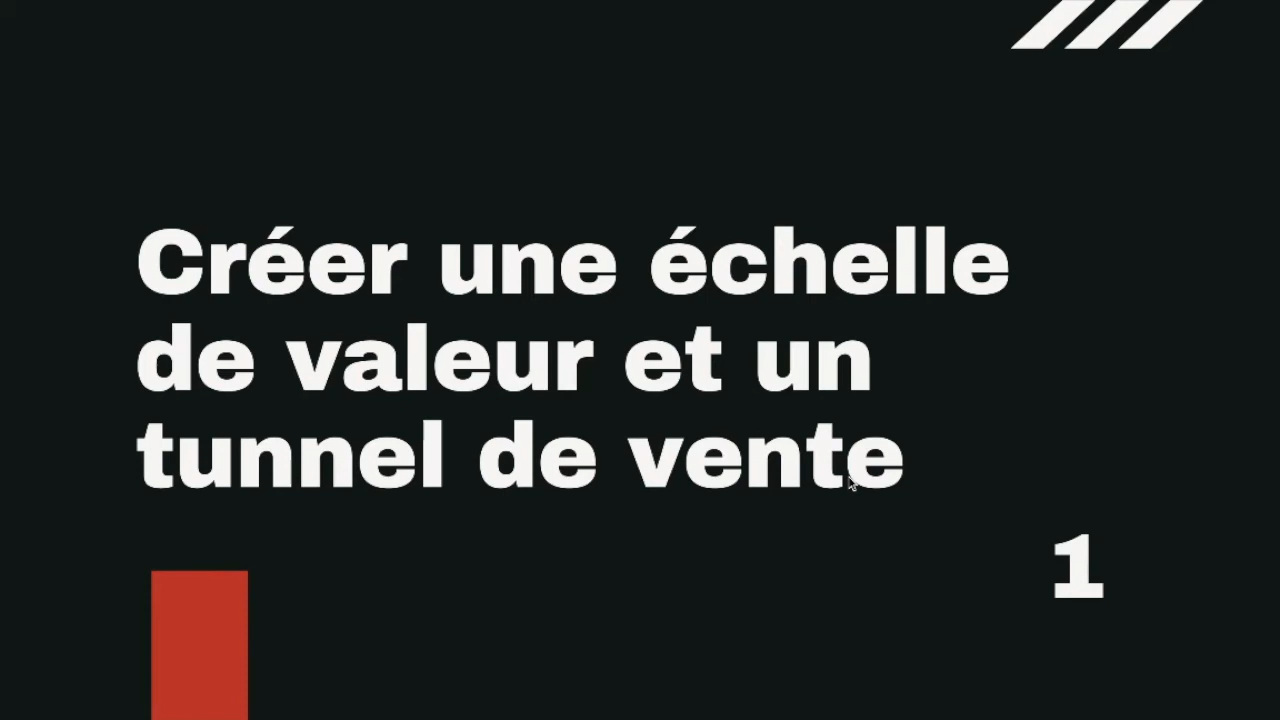 Créer une échelle
de valeur et un
tunnel de vente
1